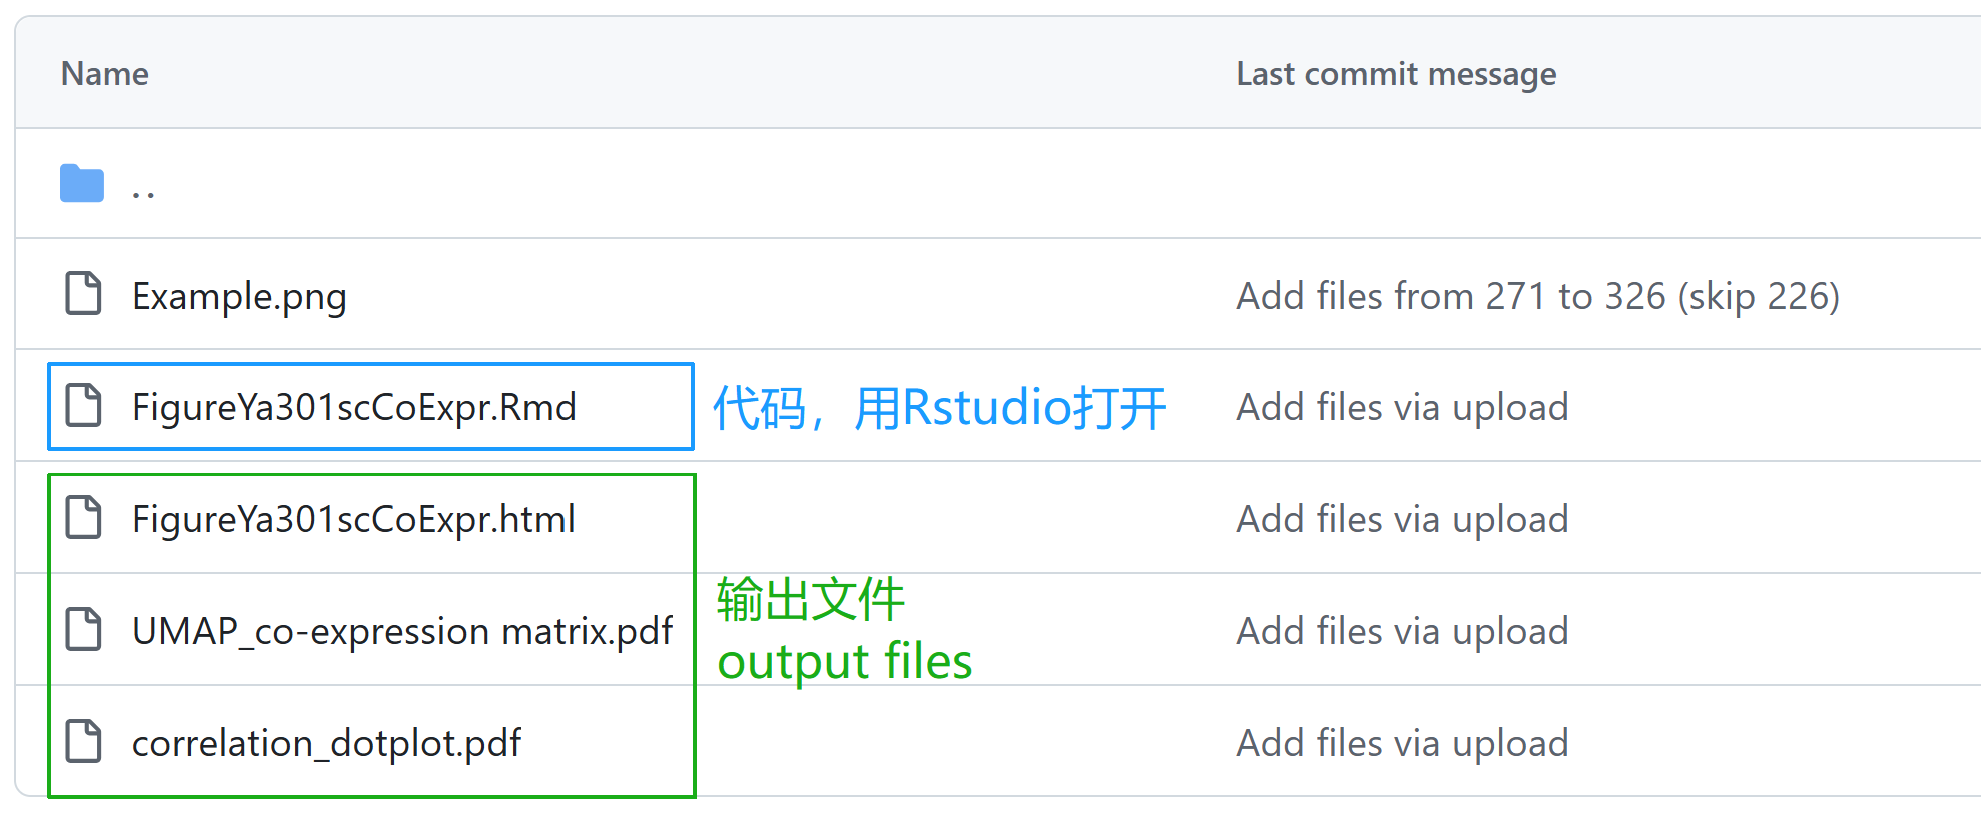 Name Last commit message
..
Example.png Add files from 271 to 326 (skip 226)
FigureYa301scCoExpr.Rmd 代码，用Rstudio打开 Add files via upload
FigureYa301scCoExpr.html Add files via upload
输出文件
UMAP_co-expression matrix.pdf Add files via upload
output files
correlation_dotplot.pdf Add files via upload